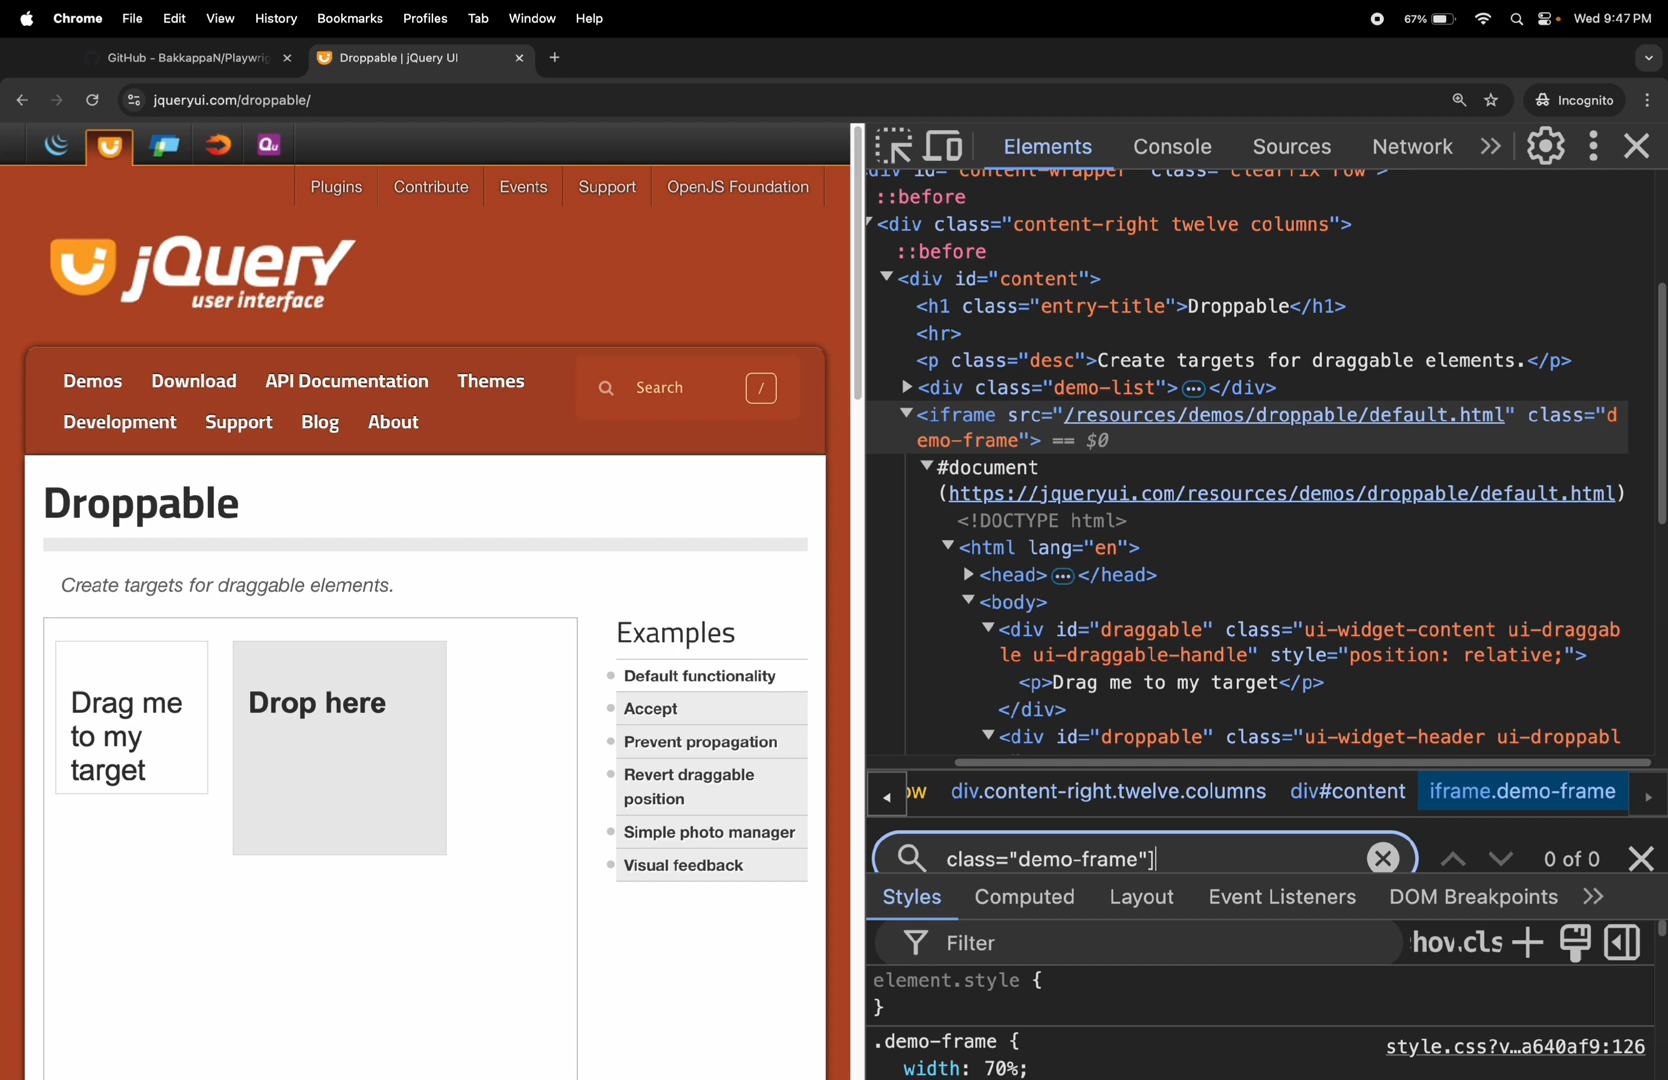 Chrome File Edit View History Bookmarks Profiles Tab Window Help 67% Wed 9:47 PM
GitHub - BakkappaN/Playwrig Droppable | jQuery UI
jqueryui.com/droppable/ Incognito
Qu
Plugins Contribute Events Support OpenJS Foundation
jQuery
user interface
Demos Download API Documentation Themes
Search /
Development Support Blog About
Droppable
Create targets for draggable elements.
Drag me
to my
target
Drop here
Examples
Default functionality
Accept
Prevent propagation
Revert draggable
position
Simple photo manager
Visual feedback
Elements Console Sources Network
div id="content-wrapper" class="clearfix row">
::before
<div class="content-right twelve columns">
::before
<div id="content">
<h1 class="entry-title">Droppable</h1>
<hr>
<p class="desc">Create targets for draggable elements.</p>
<div class="demo-list">…</div>
<iframe src="/resources/demos/droppable/default.html" class="d
emo-frame"> == $0
#document
(https://jqueryui.com/resources/demos/droppable/default.html)
<!DOCTYPE html>
<html lang="en">
<head>…</head>
<body>
<div id="draggable" class="ui-widget-content ui-draggab
le ui-draggable-handle" style="position: relative;">
<p>Drag me to my target</p>
</div>
<div id="droppable" class="ui-widget-header ui-droppabl
ow div.content-right.twelve.columns div#content iframe.demo-frame
class="demo-frame"] 0 of 0
Styles Computed Layout Event Listeners DOM Breakpoints
Filter :hov .cls
element.style {
}
.demo-frame { style.css?v…a640af9:126
width: 70%;